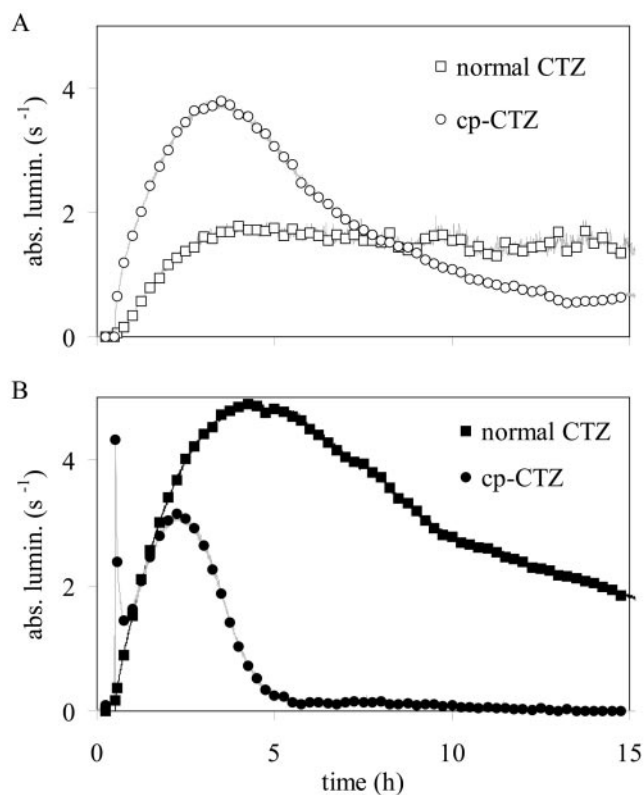 A
normal CTZ
cp-CTZ
4
2
0
abs. lumin. (s⁻¹)
B
normal CTZ
cp-CTZ
4
2
0
abs. lumin. (s⁻¹)
0 5 10 15
time (h)